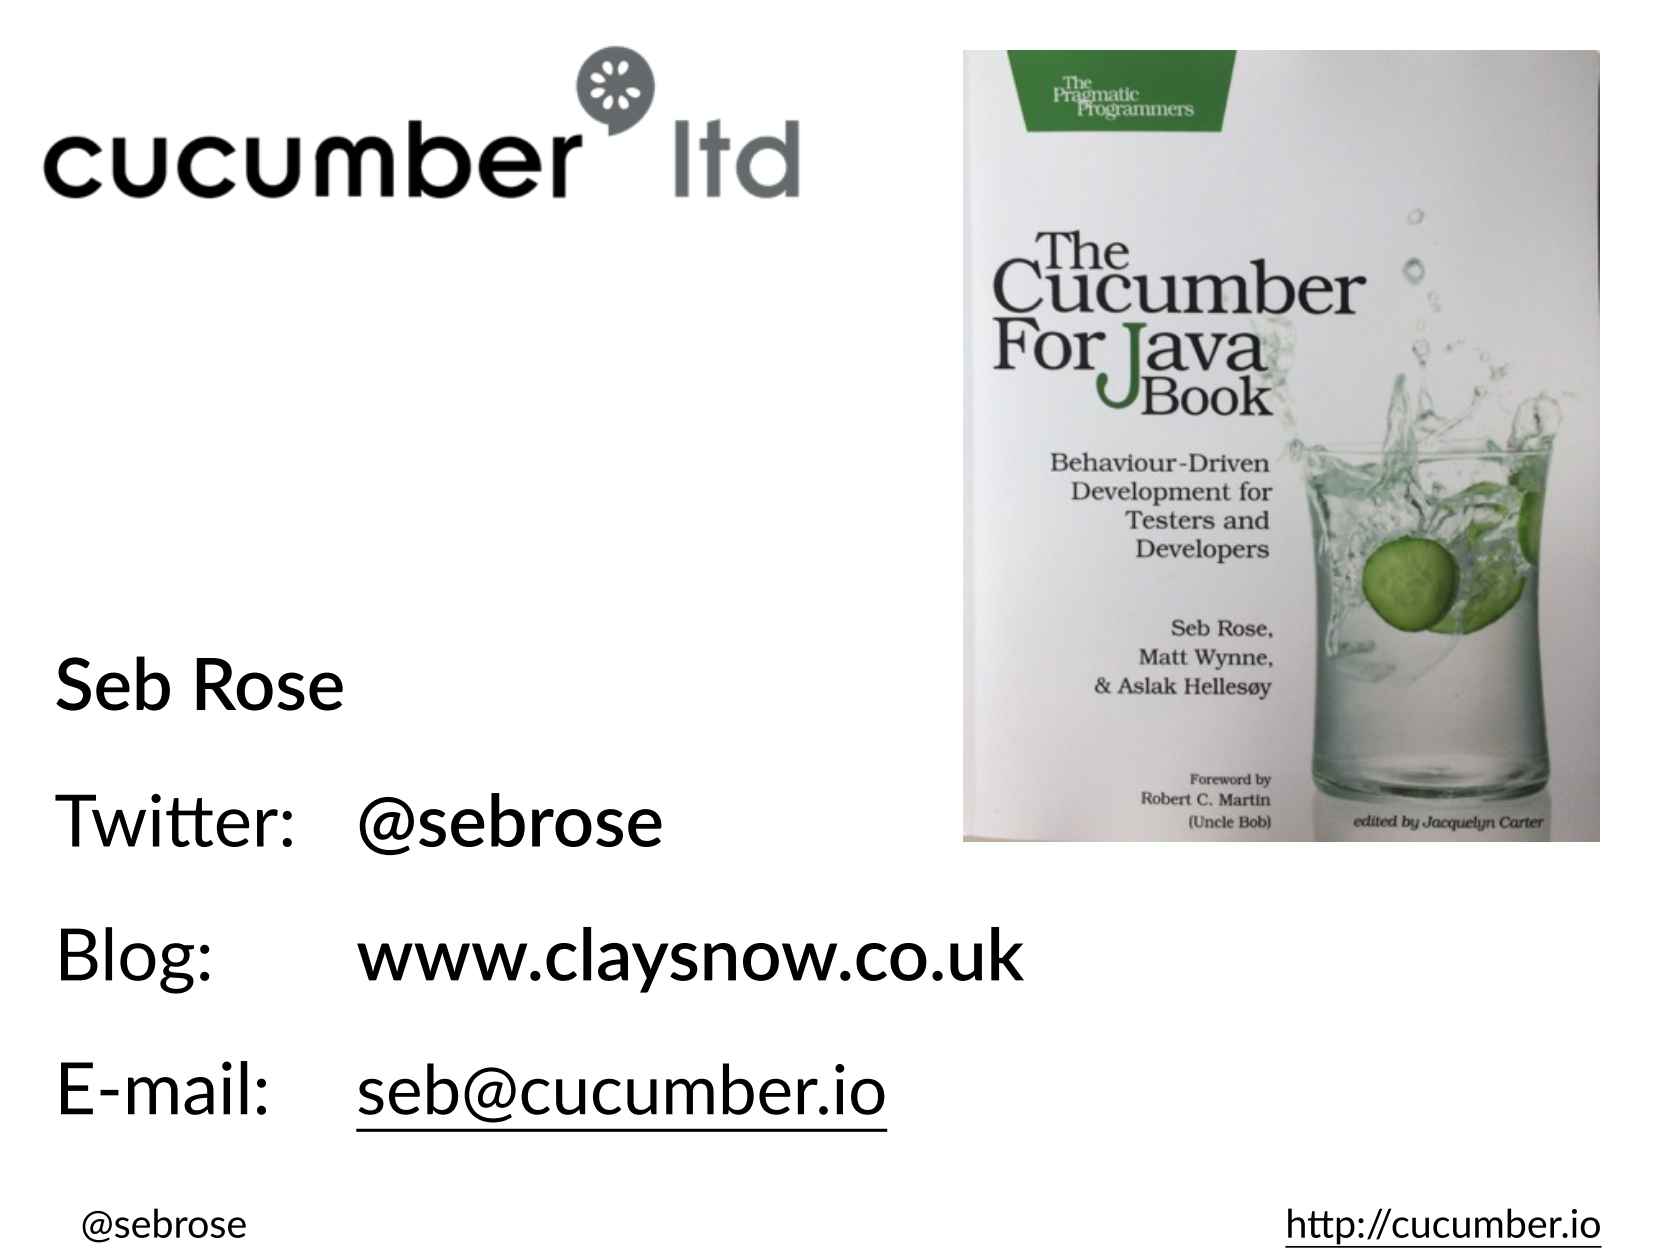 cucumber ltd
The
Pragmatic
Programmers
The
Cucumber
For Java
Book
Behaviour-Driven
Development for
Testers and
Developers
Seb Rose,
Matt Wynne,
& Aslak Hellesøy
Foreword by
Robert C. Martin
(Uncle Bob)
edited by Jacquelyn Carter
Seb Rose
Twitter: @sebrose
Blog: www.claysnow.co.uk
E-mail: seb@cucumber.io
@sebrose
http://cucumber.io